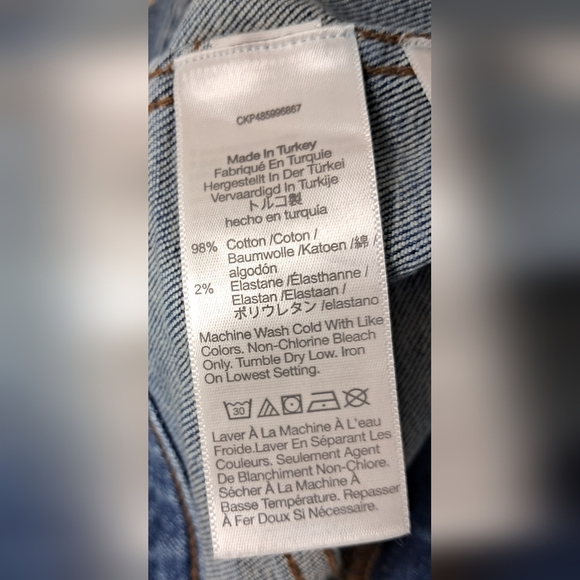 CKP485996867
Made In Turkey
Fabriqué En Turquie
Hergestellt In Der Türkei
Vervaardigd In Turkije
トルコ製
hecho en turquía
98% Cotton /Coton /
Baumwolle /Katoen /綿 /
algodón
2% Elastane /Élasthanne /
Elastan /Elastaan /
ポリウレタン /elastano
Machine Wash Cold With Like
Colors. Non-Chlorine Bleach
Only. Tumble Dry Low. Iron
On Lowest Setting.
30
Laver À La Machine À L'eau
Froide.Laver En Séparant Les
Couleurs. Seulement Agent
De Blanchiment Non-Chlore.
Sécher À La Machine À
Basse Température. Repasser
À Fer Doux Si Nécessaire.